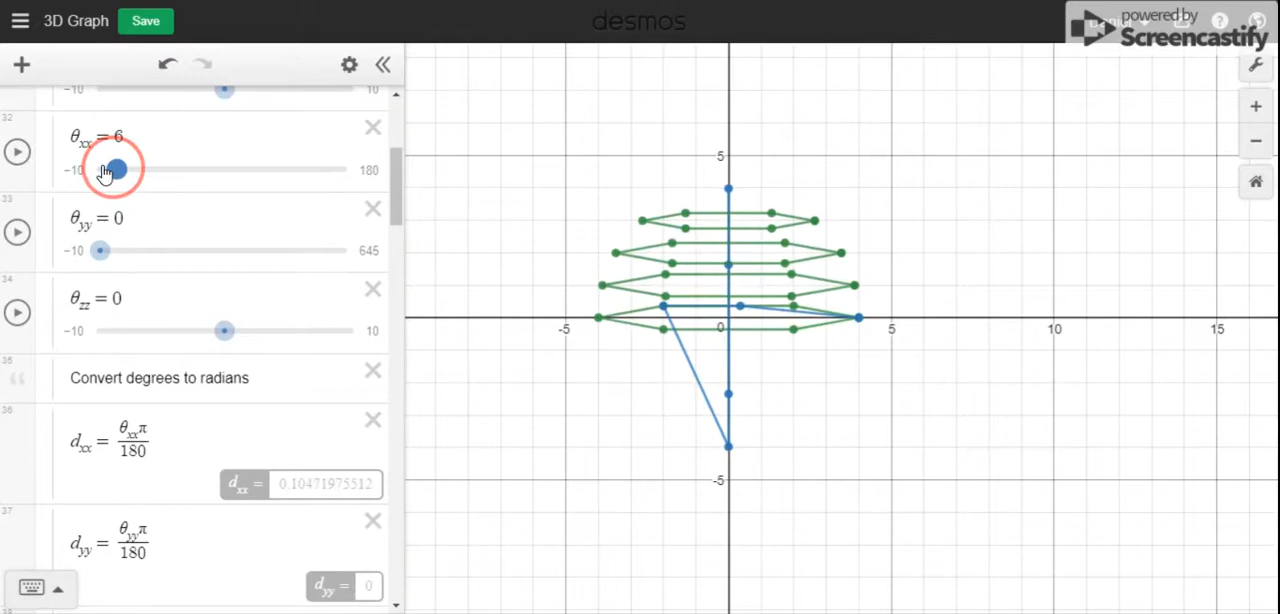 3D Graph Save desmos powered by Screencastify
-10 10
32
θxx = 6
-10 180
33
θyy = 0
-10 645
34
θzz = 0
-10 10
35
Convert degrees to radians
36
dxx = θxxπ/180
dxx = 0.10471975512
37
dyy = θyyπ/180
dyy = 0
5
-5 0 5 10 15
-5